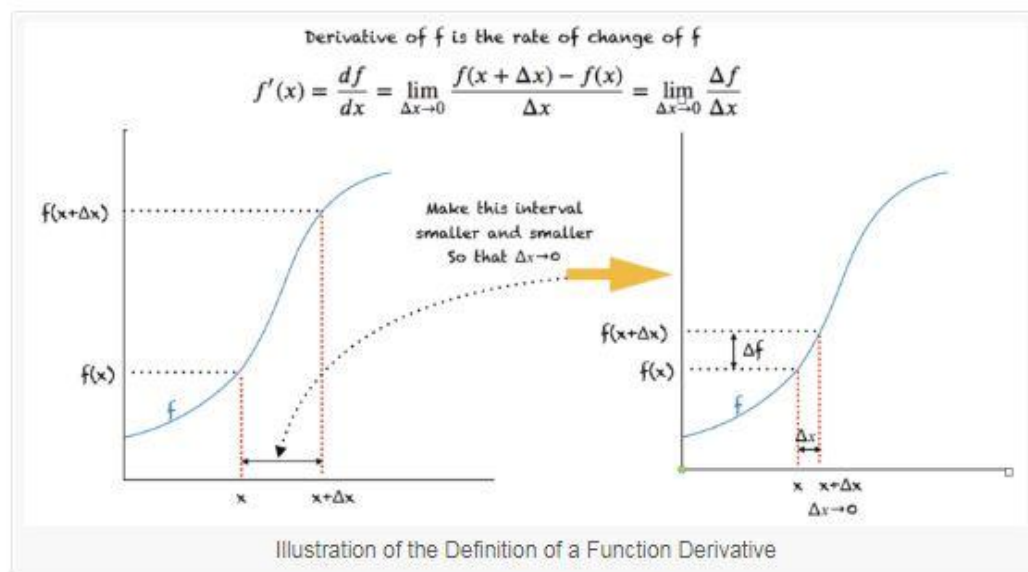 Derivative of f is the rate of change of f
f'(x) = df/dx = lim Δx→0 f(x + Δx) − f(x)/Δx = lim Δx→0 Δf/Δx
f(x+Δx)
f(x)
f
x
x+Δx
Make this interval
smaller and smaller
So that Δx→0
f(x+Δx)
f(x)
Δf
f
Δx
x
x+Δx
Δx→0
Illustration of the Definition of a Function Derivative